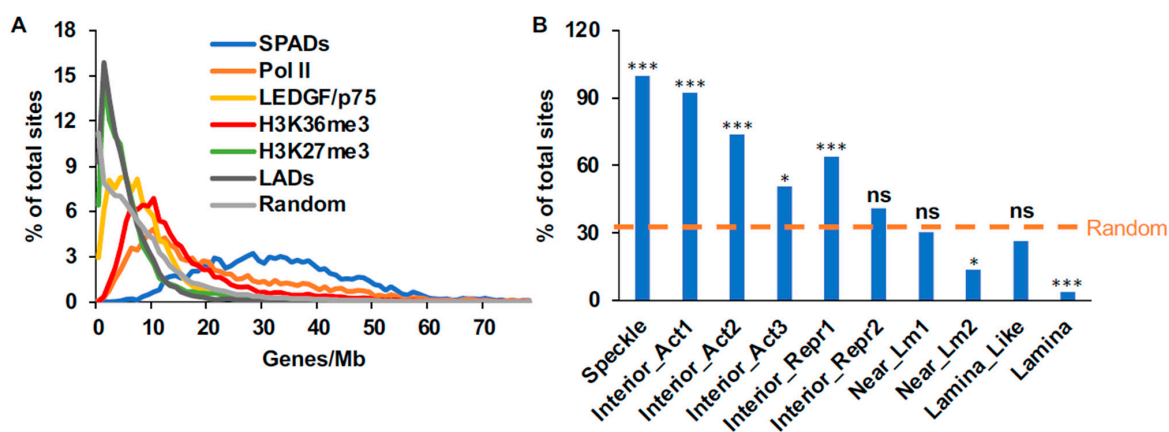 A
% of total sites
18
15
12
9
6
3
0
SPADs
Pol II
LEDGF/p75
H3K36me3
H3K27me3
LADs
Random
0 10 20 30 40 50 60 70
Genes/Mb
B
% of total sites
120
90
60
30
0
***
***
***
*
***
ns
ns
*
ns
***
Random
Speckle
Interior_Act1
Interior_Act2
Interior_Act3
Interior_Repr1
Interior_Repr2
Near_Lm1
Near_Lm2
Lamina_Like
Lamina